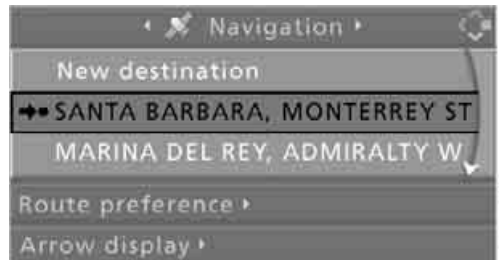 Navigation
New destination
SANTA BARBARA, MONTERREY ST
MARINA DEL REY, ADMIRALTY W
Route preference
Arrow display